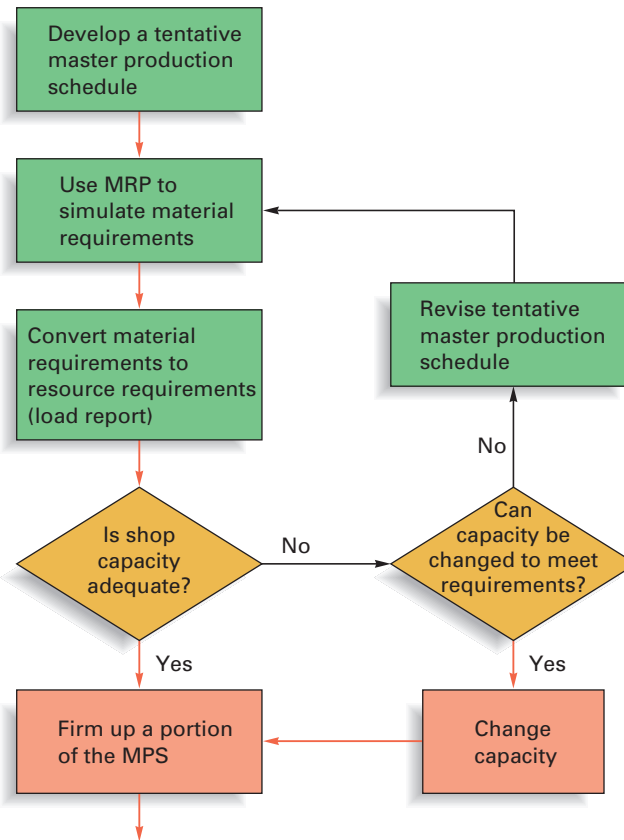 Develop a tentative
master production
schedule
Use MRP to
simulate material
requirements
Convert material
requirements to
resource requirements
(load report)
Revise tentative
master production
schedule
No
Is shop
capacity
adequate?
No
Can
capacity be
changed to meet
requirements?
Yes
Yes
Firm up a portion
of the MPS
Change
capacity